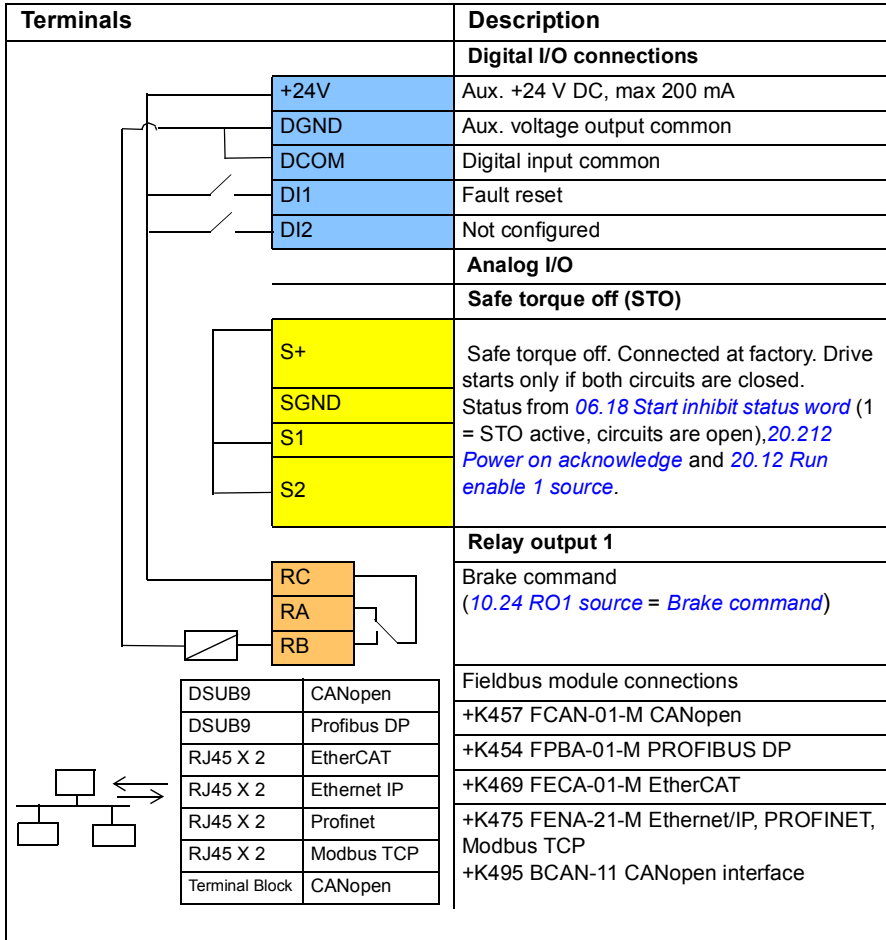 Terminals Description
Digital I/O connections
+24V Aux. +24 V DC, max 200 mA
DGND Aux. voltage output common
DCOM Digital input common
DI1 Fault reset
DI2 Not configured
Analog I/O
Safe torque off (STO)
S+
SGND
S1
S2
Safe torque off. Connected at factory. Drive
starts only if both circuits are closed.
Status from 06.18 Start inhibit status word (1
= STO active, circuits are open),20.212
Power on acknowledge and 20.12 Run
enable 1 source.
Relay output 1
RC
RA
RB
Brake command
(10.24 RO1 source = Brake command)
DSUB9 CANopen
DSUB9 Profibus DP
RJ45 X 2 EtherCAT
RJ45 X 2 Ethernet IP
RJ45 X 2 Profinet
RJ45 X 2 Modbus TCP
Terminal Block CANopen
Fieldbus module connections
+K457 FCAN-01-M CANopen
+K454 FPBA-01-M PROFIBUS DP
+K469 FECA-01-M EtherCAT
+K475 FENA-21-M Ethernet/IP, PROFINET,
Modbus TCP
+K495 BCAN-11 CANopen interface